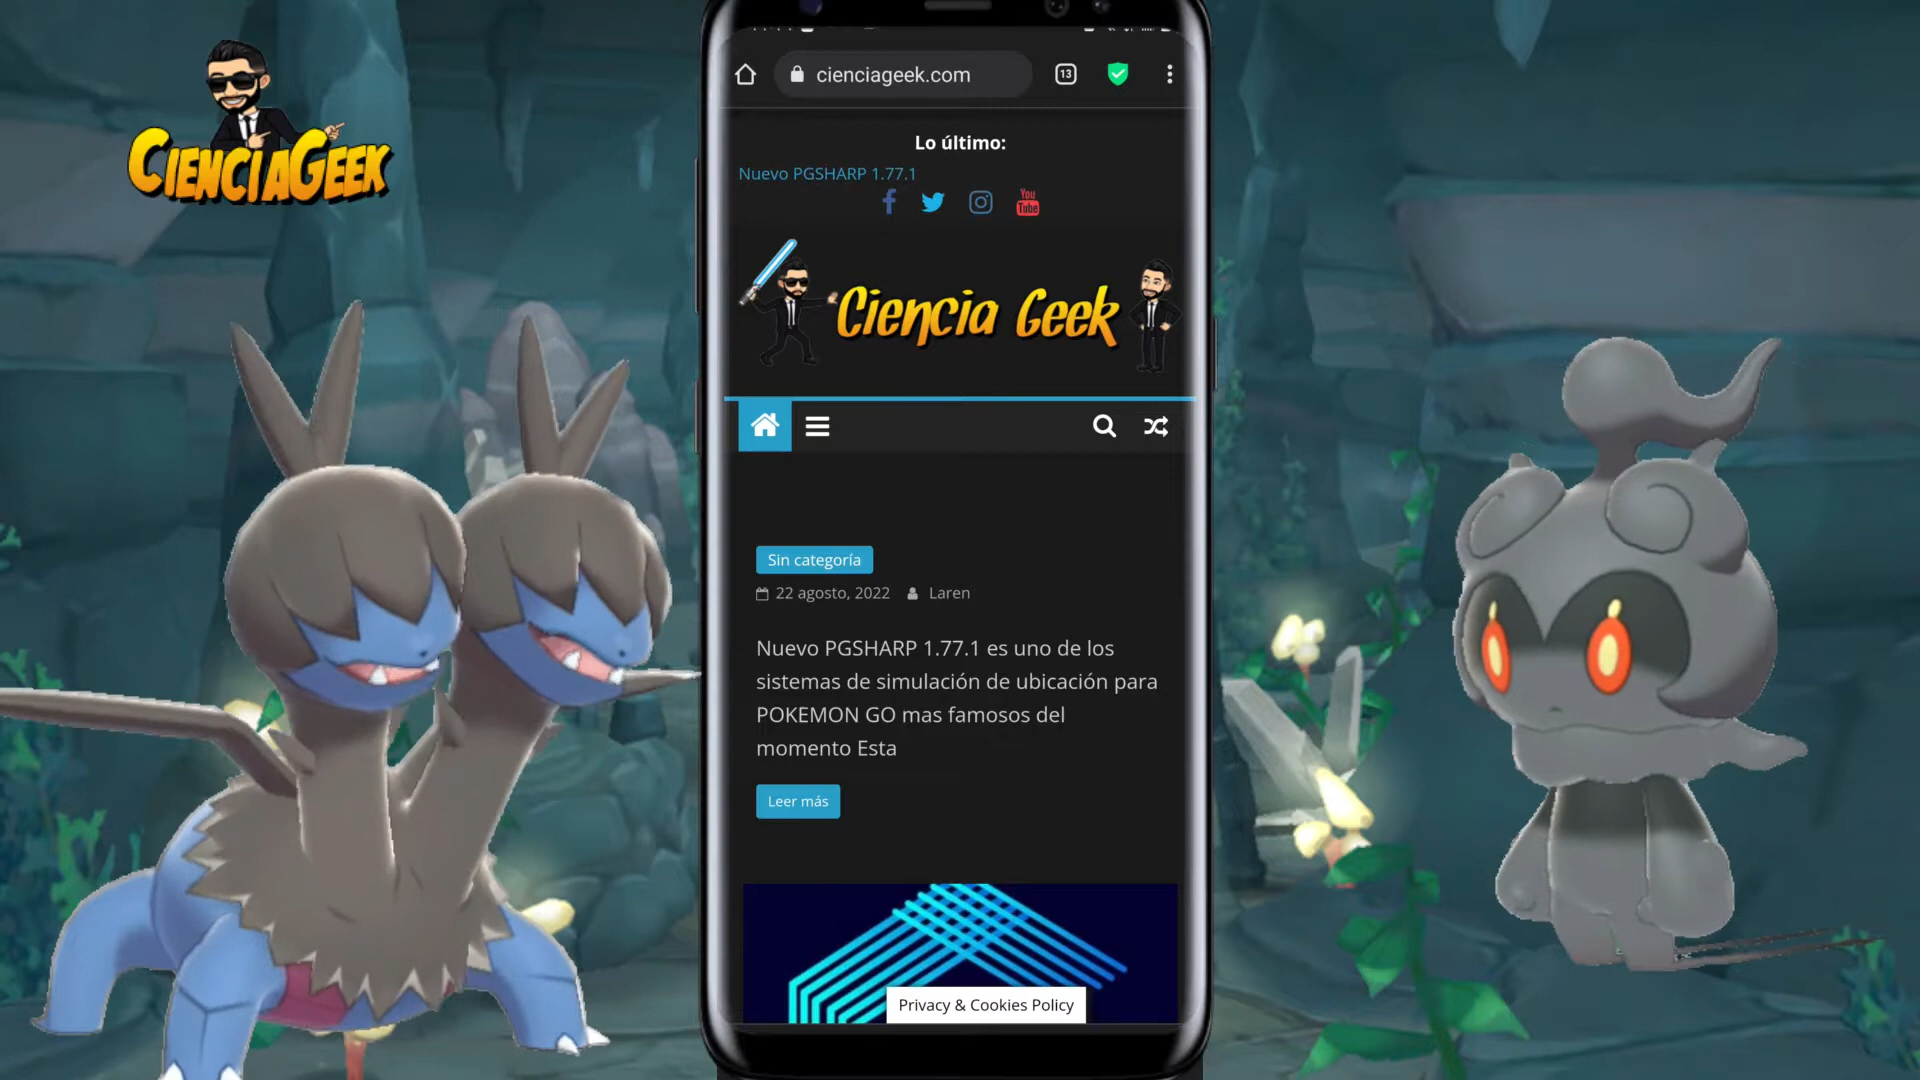 CIENCIAGEEK
cienciageek.com
13
Lo último:
Nuevo PGSHARP 1.77.1
You
Tube
Ciencia Geek
Sin categoría
22 agosto, 2022 Laren
Nuevo PGSHARP 1.77.1 es uno de los
sistemas de simulación de ubicación para
POKEMON GO mas famosos del
momento Esta
Leer más
Privacy & Cookies Policy